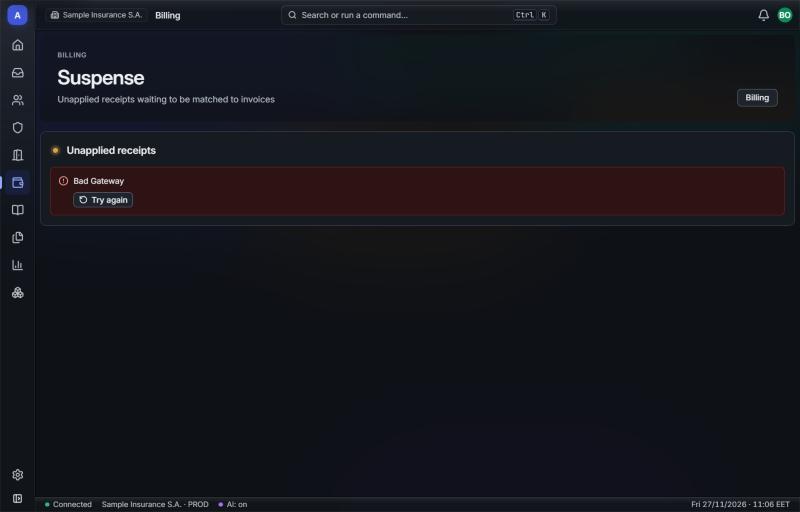 A
Sample Insurance S.A.
Billing
Search or run a command...
Ctrl K
BO
BILLING
Suspense
Unapplied receipts waiting to be matched to invoices
Billing
Unapplied receipts
Bad Gateway
Try again
Connected
Sample Insurance S.A. · PROD
AI: on
Fri 27/11/2026 · 11:06 EET